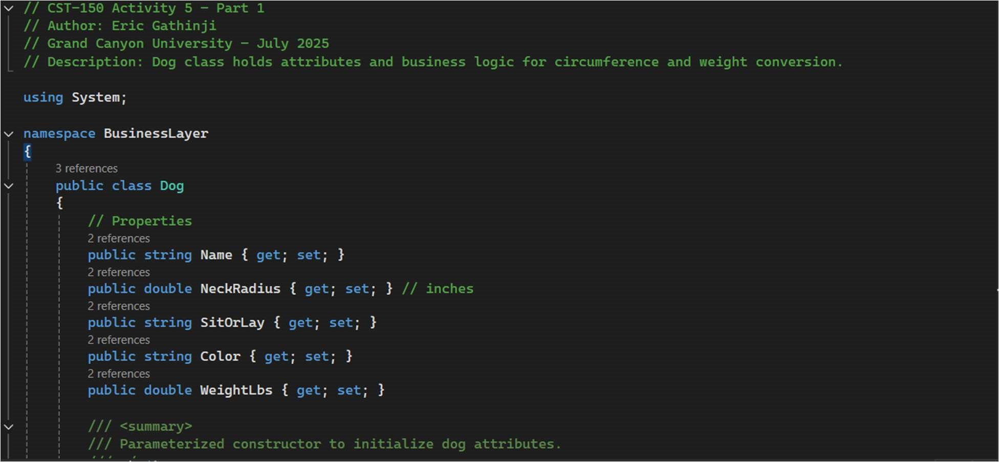 // CST-150 Activity 5 - Part 1
// Author: Eric Gathinji
// Grand Canyon University - July 2025
// Description: Dog class holds attributes and business logic for circumference and weight conversion.
using System;
namespace BusinessLayer
{
3 references
public class Dog
{
// Properties
2 references
public string Name { get; set; }
2 references
public double NeckRadius { get; set; } // inches
2 references
public string SitOrLay { get; set; }
2 references
public string Color { get; set; }
2 references
public double WeightLbs { get; set; }
/// <summary>
/// Parameterized constructor to initialize dog attributes.